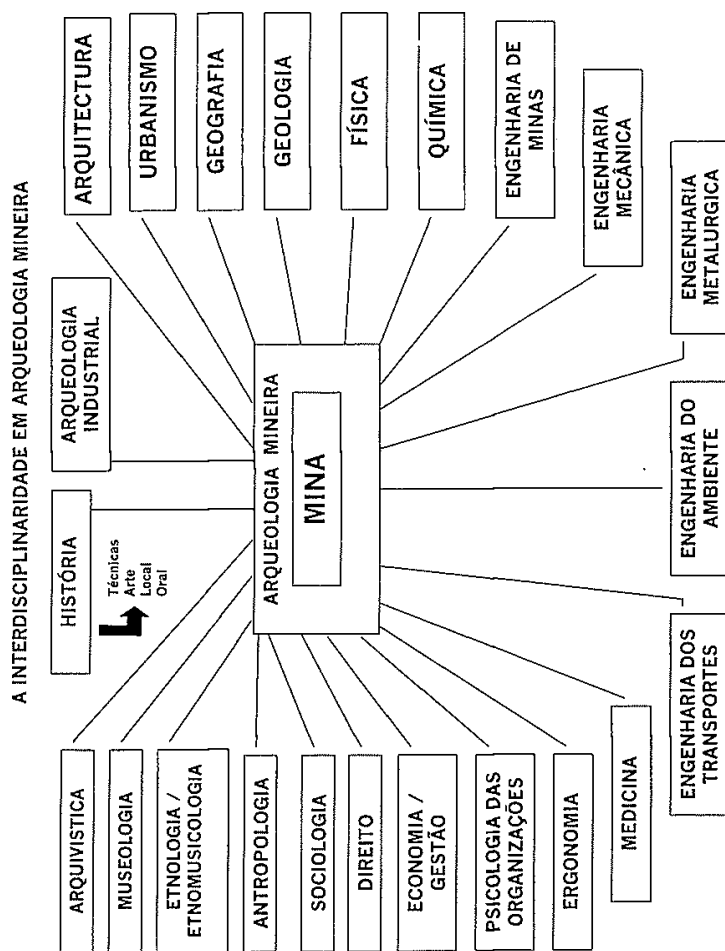 A INTERDISCIPLINARIDADE EM ARQUEOLOGIA MINEIRA
HISTÓRIA
Técnicas
Arte
Local
Oral
ARQUEOLOGIA
INDUSTRIAL
ARQUIVISTICA
MUSEOLOGIA
ETNOLOGIA /
ETNOMUSICOLOGIA
ANTROPOLOGIA
SOCIOLOGIA
DIREITO
ECONOMIA /
GESTÃO
PSICOLOGIA DAS
ORGANIZAÇÕES
ERGONOMIA
MEDICINA
ARQUEOLOGIA MINEIRA
MINA
ARQUITECTURA
URBANISMO
GEOGRAFIA
GEOLOGIA
FÍSICA
QUÍMICA
ENGENHARIA DE
MINAS
ENGENHARIA
MECÂNICA
ENGENHARIA DOS
TRANSPORTES
ENGENHARIA DO
AMBIENTE
ENGENHARIA
METALURGICA